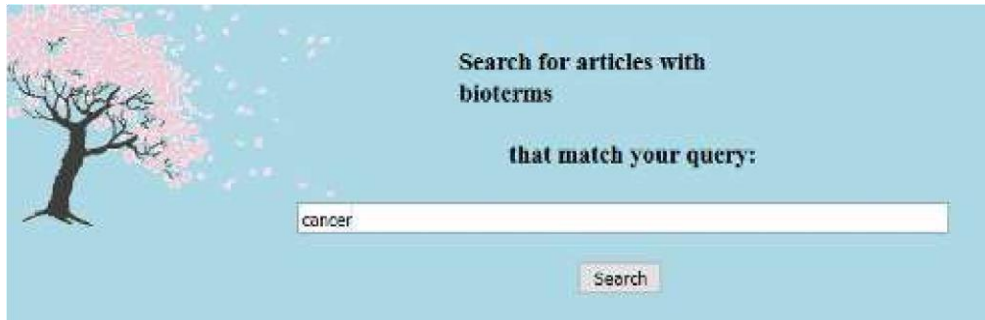 Search for articles with
bioterms
that match your query:
cancer
Search